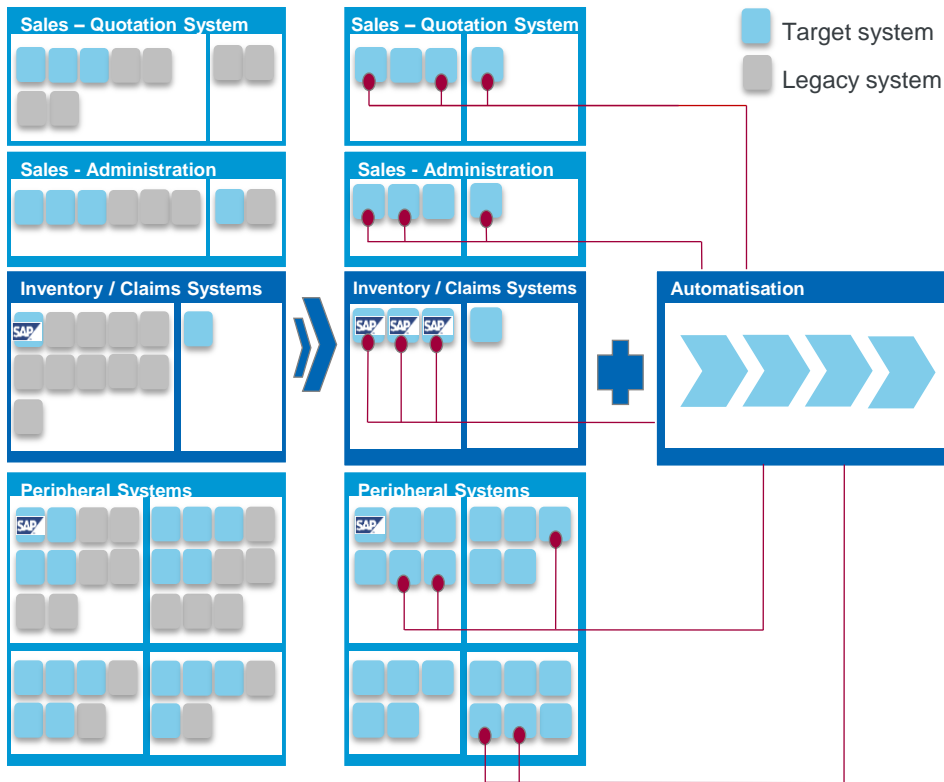 Sales – Quotation System
Sales – Quotation System
Target system
Legacy system
Sales - Administration
Sales - Administration
Inventory / Claims Systems
Inventory / Claims Systems
Automatisation
SAP
SAP SAP SAP
Peripheral Systems
Peripheral Systems
SAP
SAP